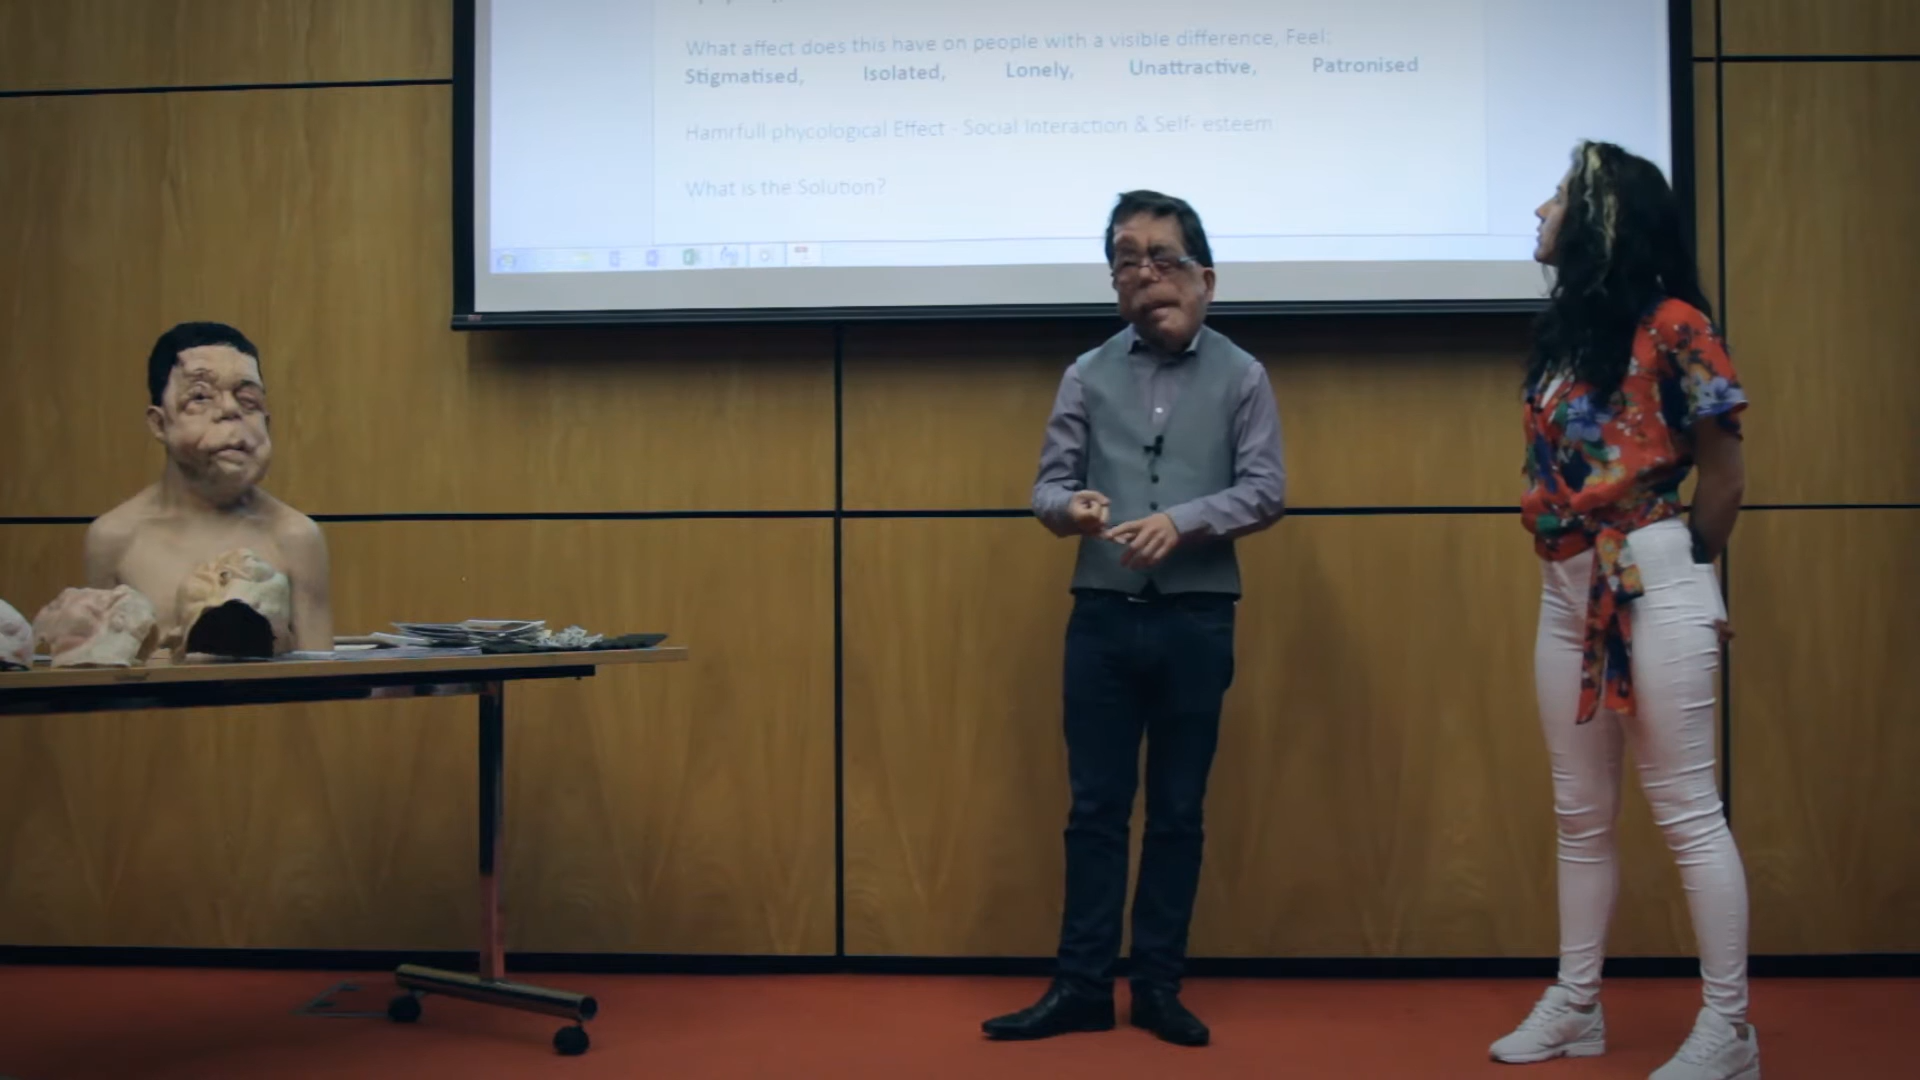 What affect does this have on people with a visible difference, Feel;
Stigmatised, Isolated, Lonely, Unattractive, Patronised
Hamrfull phycological Effect - Social Interaction & Self- esteem
What is the Solution?